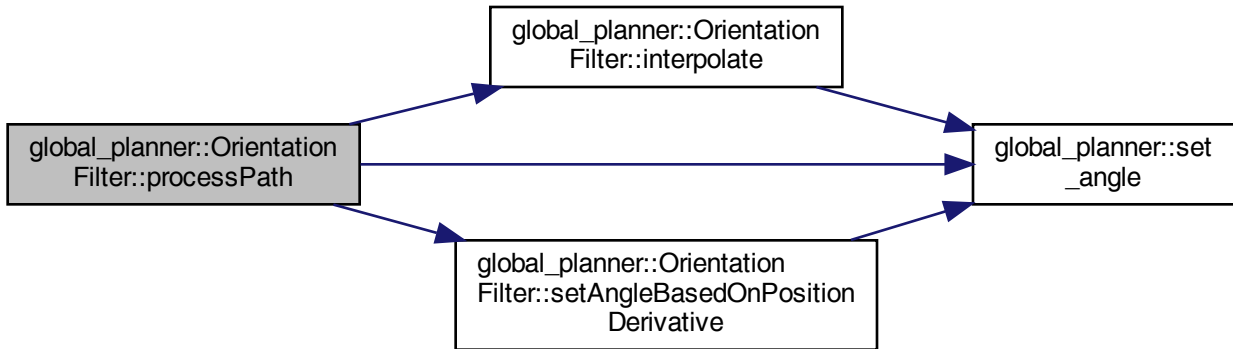 global_planner::Orientation
Filter::interpolate
global_planner::Orientation
Filter::processPath
global_planner::set
_angle
global_planner::Orientation
Filter::setAngleBasedOnPosition
Derivative